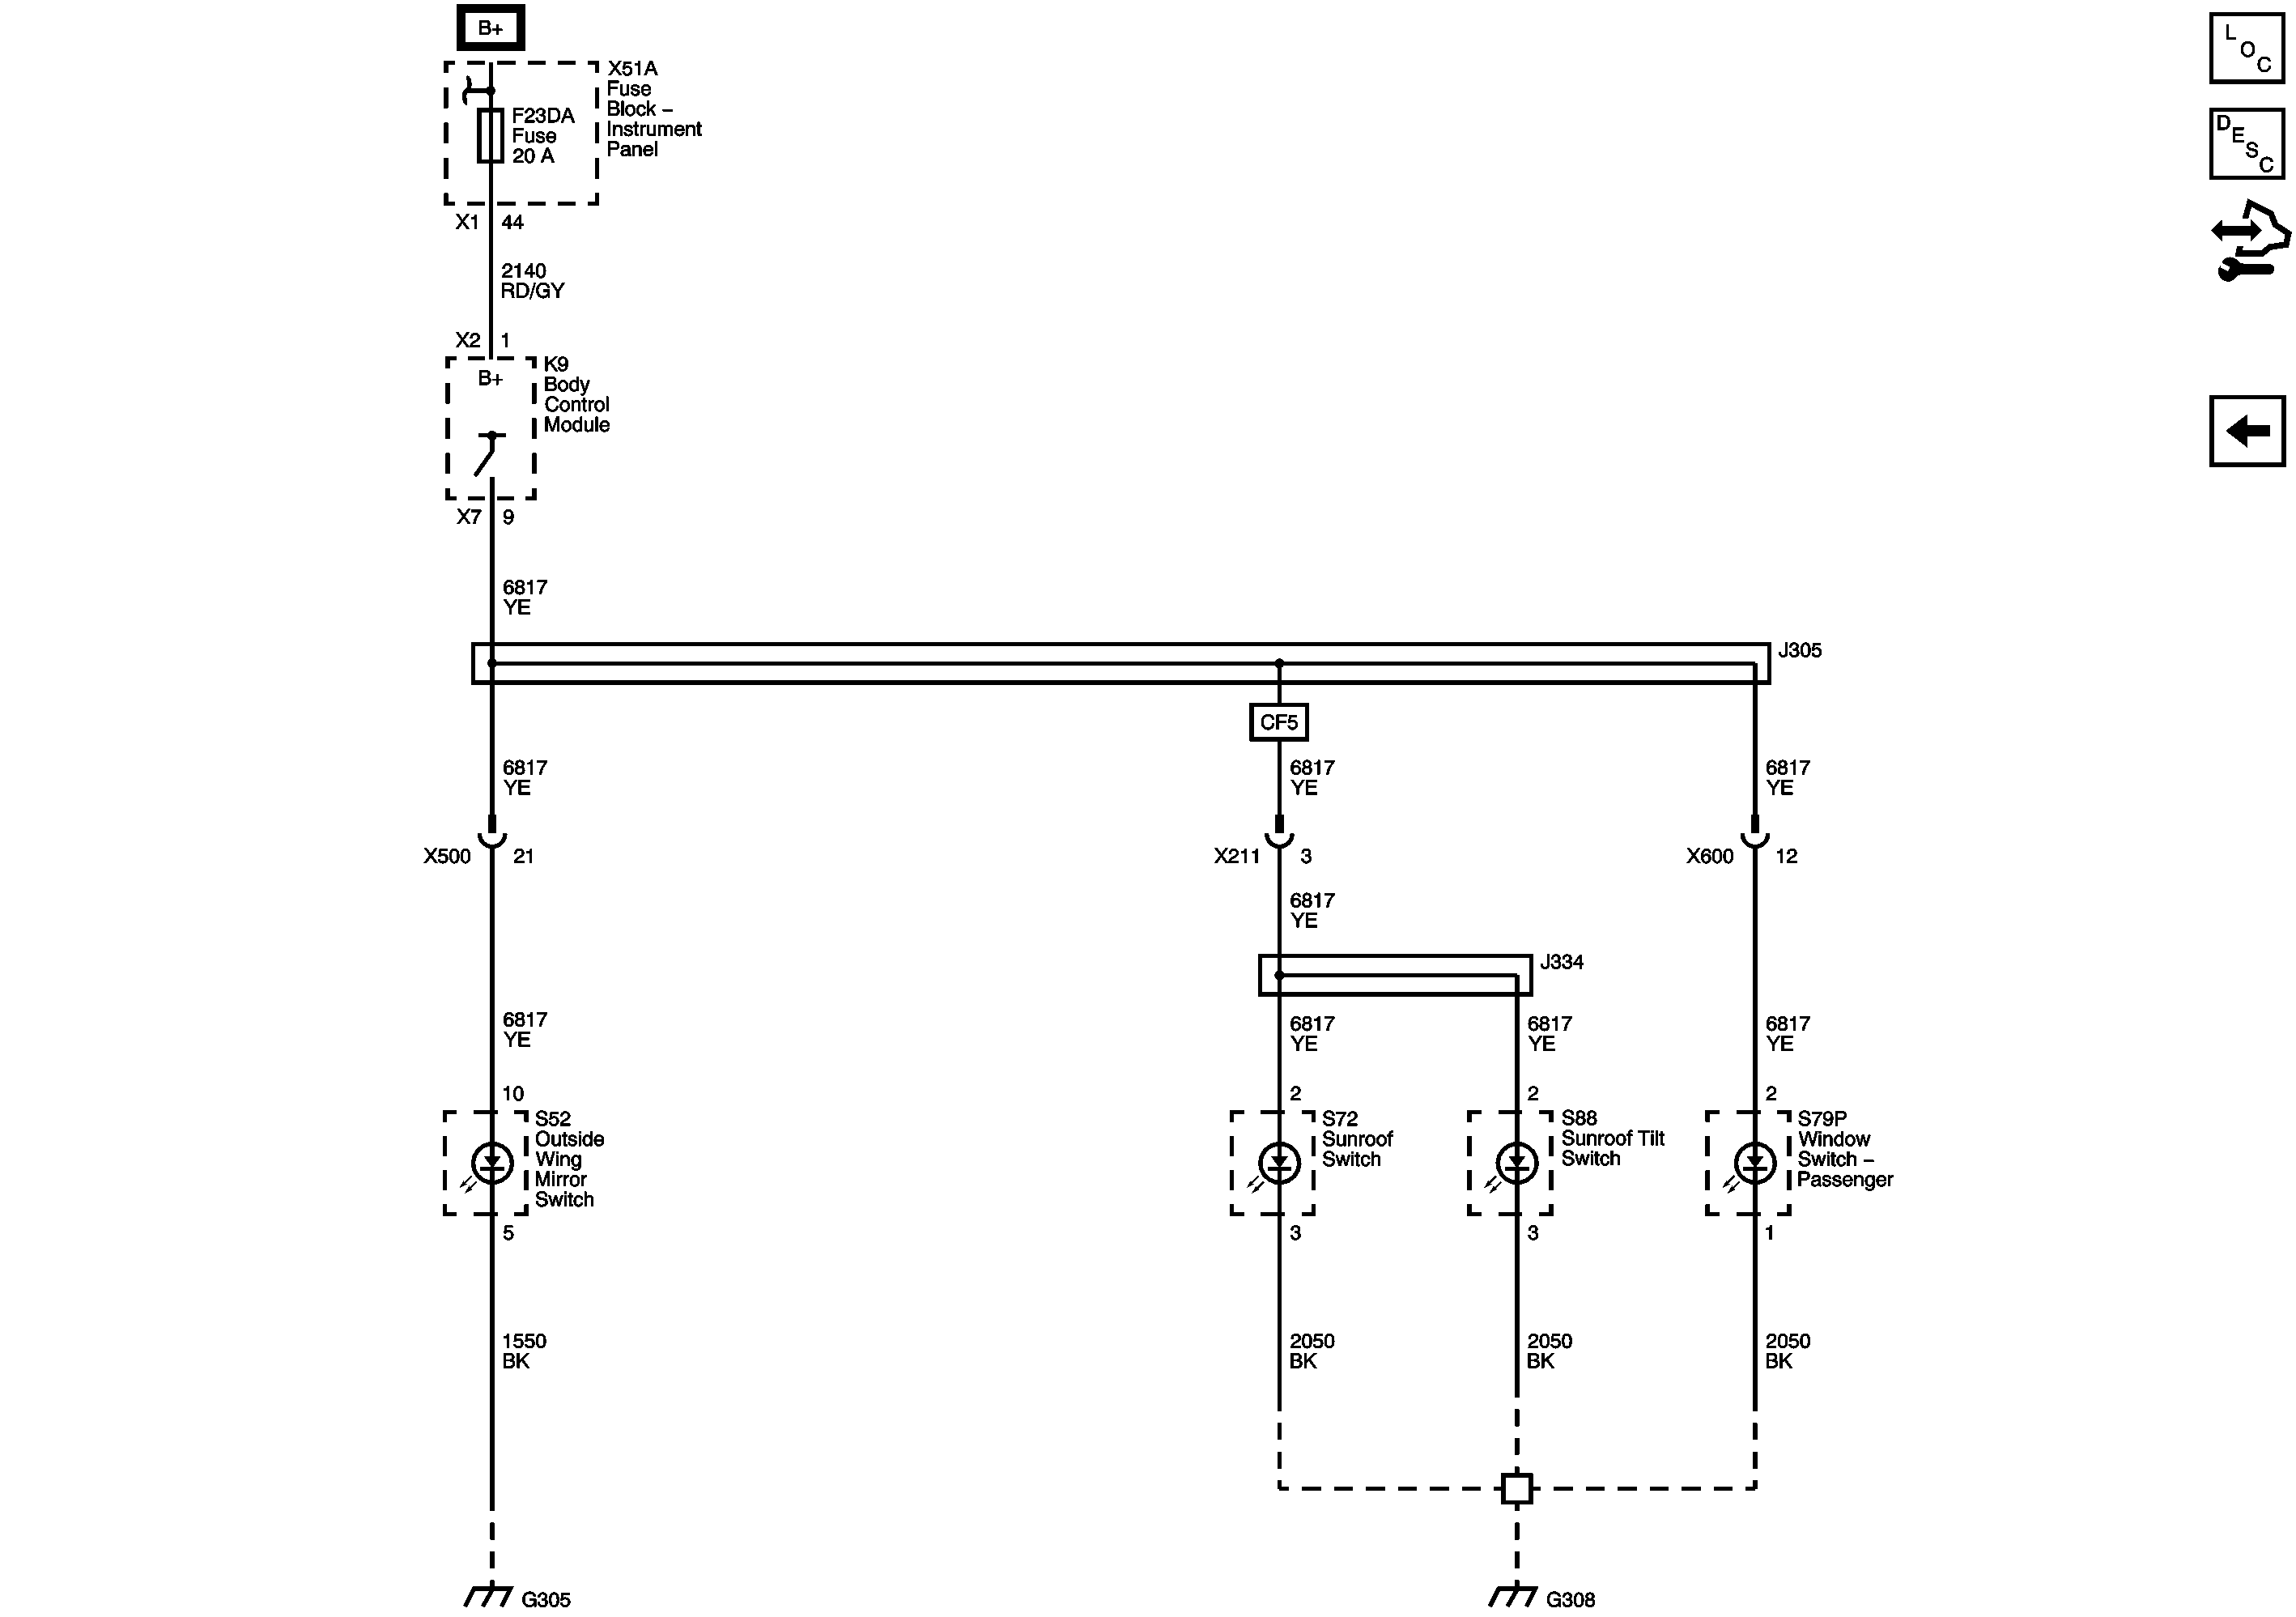 B+
X51A
Fuse
Block –
Instrument
Panel
F23DA
Fuse
20 A
X1 44
2140
RD/GY
X2 1
K9
Body
Control
Module
B+
X7 9
6817
YE
J305
CF5
6817
YE
6817
YE
6817
YE
X500 21
X211 3
X600 12
6817
YE
J334
6817
YE
6817
YE
6817
YE
6817
YE
10
S52
Outside
Wing
Mirror
Switch
5
2
S72
Sunroof
Switch
3
2
S88
Sunroof Tilt
Switch
3
2
S79P
Window
Switch –
Passenger
1
1550
BK
2050
BK
2050
BK
2050
BK
G305
G308
LOC
DESC